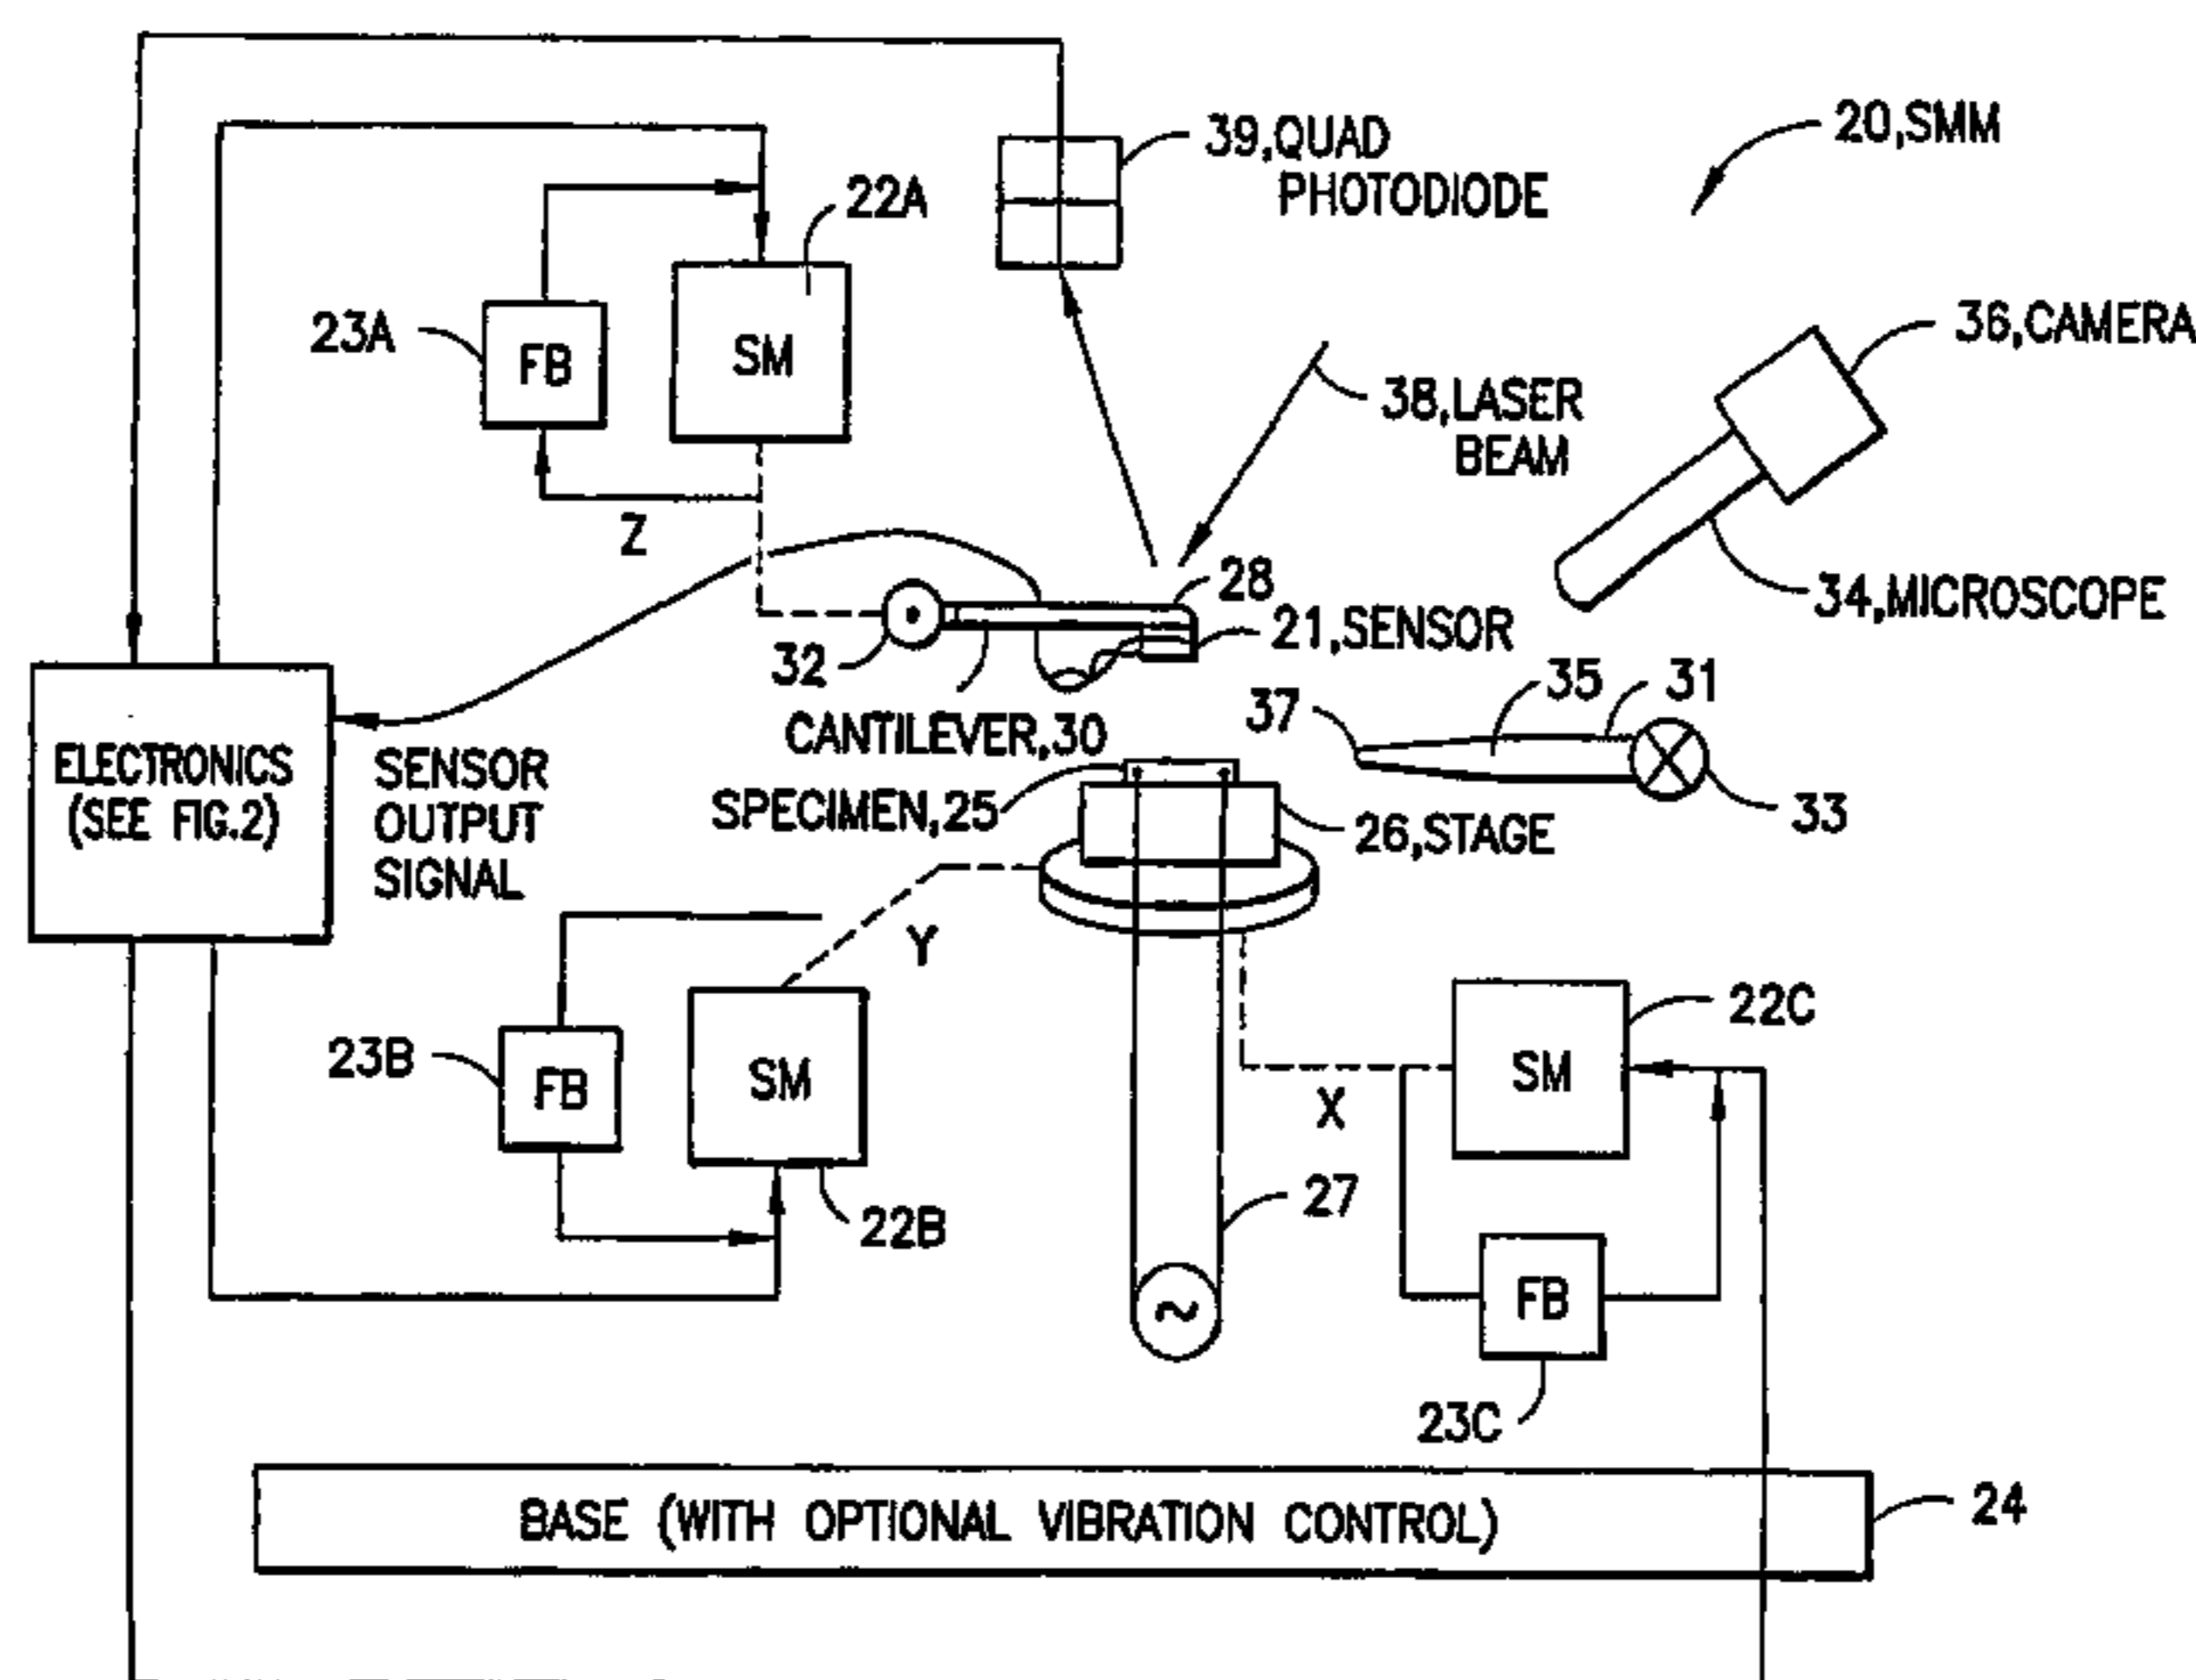 39,QUAD
PHOTODIODE
20,SMM
22A
23A
FB
SM
36,CAMERA
38,LASER
BEAM
Z
28
34,MICROSCOPE
32
21,SENSOR
CANTILEVER,30
37
35
31
33
ELECTRONICS
(SEE FIG.2)
SENSOR
OUTPUT
SIGNAL
SPECIMEN,25
26,STAGE
Y
23B
FB
SM
22B
X
SM
22C
27
~
FB
23C
BASE (WITH OPTIONAL VIBRATION CONTROL)
24